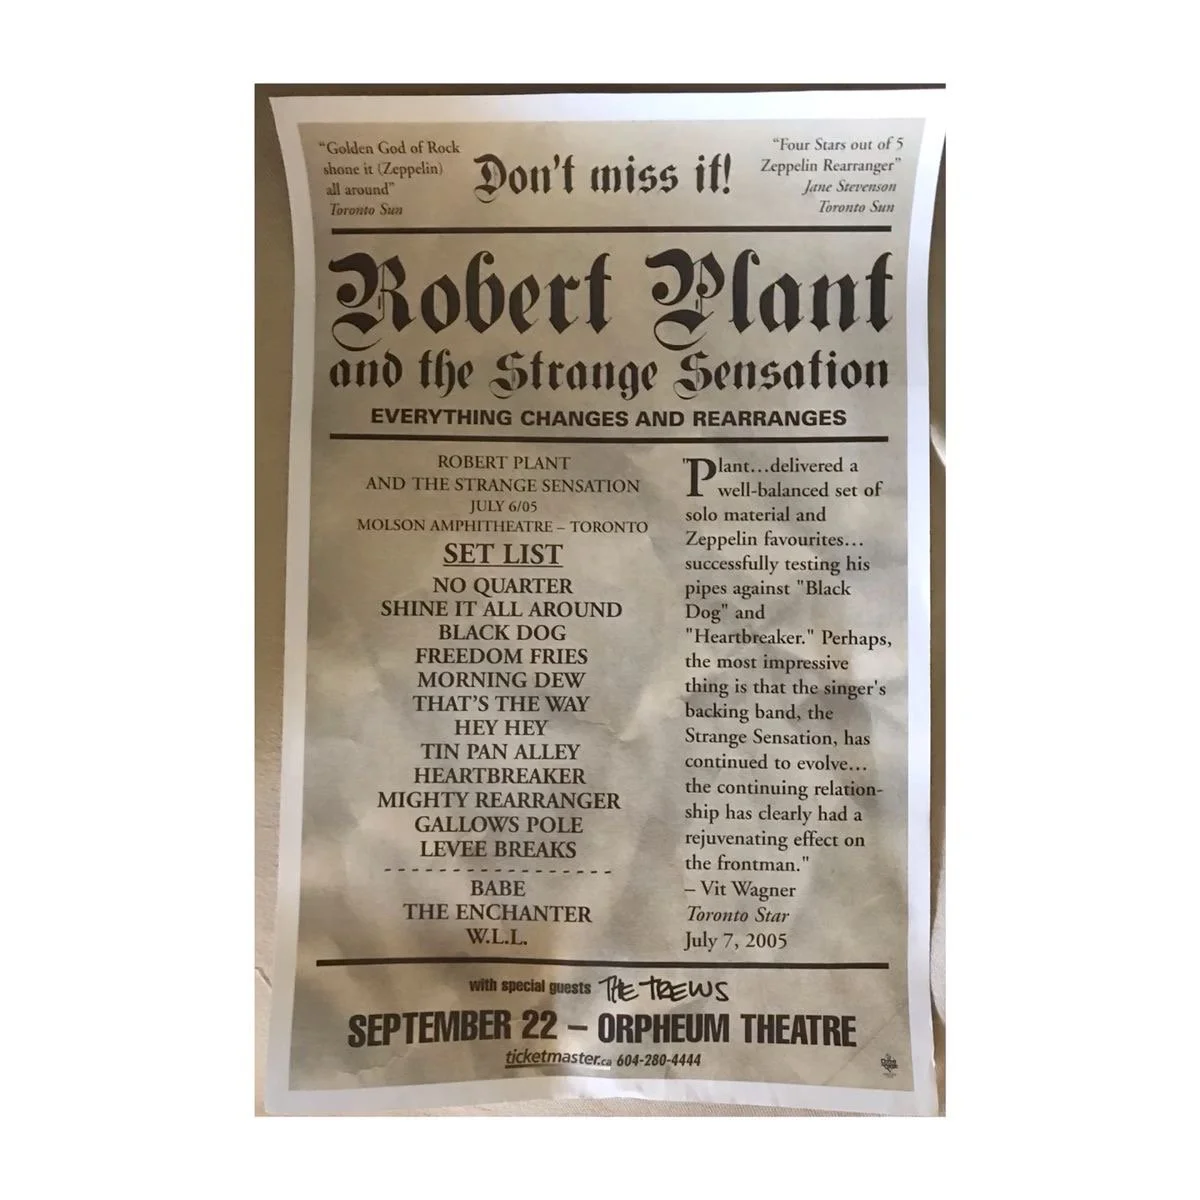 "Golden God of Rock
shone it (Zeppelin)
all around"
Toronto Sun
Don't miss it!
"Four Stars out of 5
Zeppelin Rearranger"
Jane Stevenson
Toronto Sun
Robert Plant
and the Strange Sensation
EVERYTHING CHANGES AND REARRANGES
ROBERT PLANT
AND THE STRANGE SENSATION
JULY 6/05
MOLSON AMPHITHEATRE – TORONTO
SET LIST
NO QUARTER
SHINE IT ALL AROUND
BLACK DOG
FREEDOM FRIES
MORNING DEW
THAT'S THE WAY
HEY HEY
TIN PAN ALLEY
HEARTBREAKER
MIGHTY REARRANGER
GALLOWS POLE
LEVEE BREAKS
BABE
THE ENCHANTER
W.L.L.
"Plant...delivered a
well-balanced set of
solo material and
Zeppelin favourites...
successfully testing his
pipes against "Black
Dog" and
"Heartbreaker." Perhaps,
the most impressive
thing is that the singer's
backing band, the
Strange Sensation, has
continued to evolve...
the continuing relation-
ship has clearly had a
rejuvenating effect on
the frontman."
– Vit Wagner
Toronto Star
July 7, 2005
with special guests THE TREWS
SEPTEMBER 22 – ORPHEUM THEATRE
ticketmaster.ca 604-280-4444